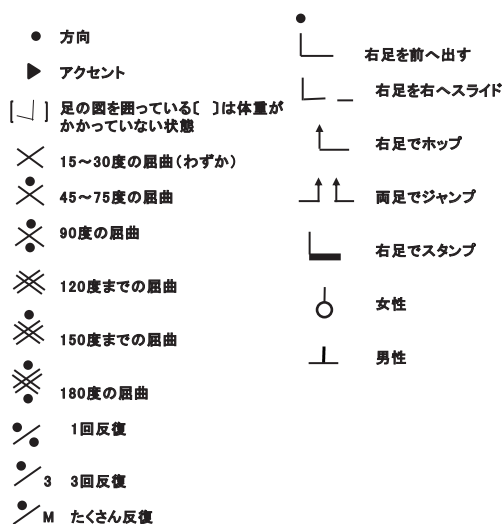 方向
アクセント
足の図を囲っている〔　〕は体重が
かかっていない状態
15～30度の屈曲（わずか）
45～75度の屈曲
90度の屈曲
120度までの屈曲
150度までの屈曲
180度の屈曲
1回反復
3 3回反復
M たくさん反復
右足を前へ出す
右足を右へスライド
右足でホップ
両足でジャンプ
右足でスタンプ
女性
男性